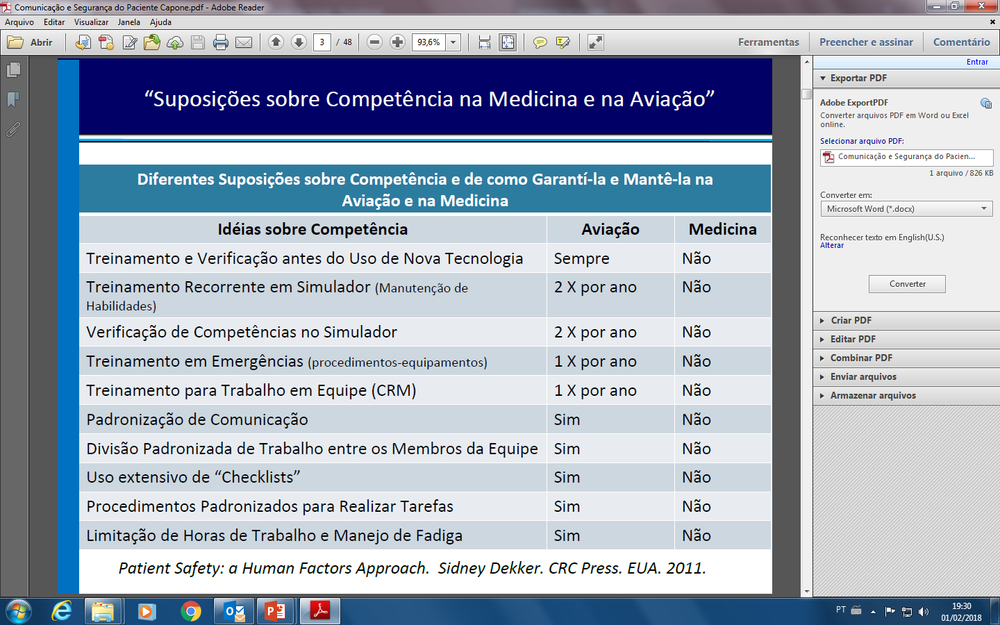 Comunicação e Segurança do Paciente Capone.pdf - Adobe Reader
Arquivo Editar Visualizar Janela Ajuda
Abrir 3 / 48 93,6% Ferramentas Preencher e assinar Comentário
“Suposições sobre Competência na Medicina e na Aviação”
Diferentes Suposições sobre Competência e de como Garantí-la e Mantê-la na
Aviação e na Medicina
Idéias sobre Competência Aviação Medicina
Treinamento e Verificação antes do Uso de Nova Tecnologia Sempre Não
Treinamento Recorrente em Simulador (Manutenção de 2 X por ano Não
Habilidades)
Verificação de Competências no Simulador 2 X por ano Não
Treinamento em Emergências (procedimentos-equipamentos) 1 X por ano Não
Treinamento para Trabalho em Equipe (CRM) 1 X por ano Não
Padronização de Comunicação Sim Não
Divisão Padronizada de Trabalho entre os Membros da Equipe Sim Não
Uso extensivo de “Checklists” Sim Não
Procedimentos Padronizados para Realizar Tarefas Sim Não
Limitação de Horas de Trabalho e Manejo de Fadiga Sim Não
Patient Safety: a Human Factors Approach. Sidney Dekker. CRC Press. EUA. 2011.
Entrar
Exportar PDF
Adobe ExportPDF
Converter arquivos PDF em Word ou Excel
online.
Selecionar arquivo PDF:
Comunicação e Segurança do Pacien...
1 arquivo / 826 KB
Converter em:
Microsoft Word (*.docx)
Reconhecer texto em English(U.S.)
Alterar
Converter
Criar PDF
Editar PDF
Combinar PDF
Enviar arquivos
Armazenar arquivos
PT 19:30
01/02/2018